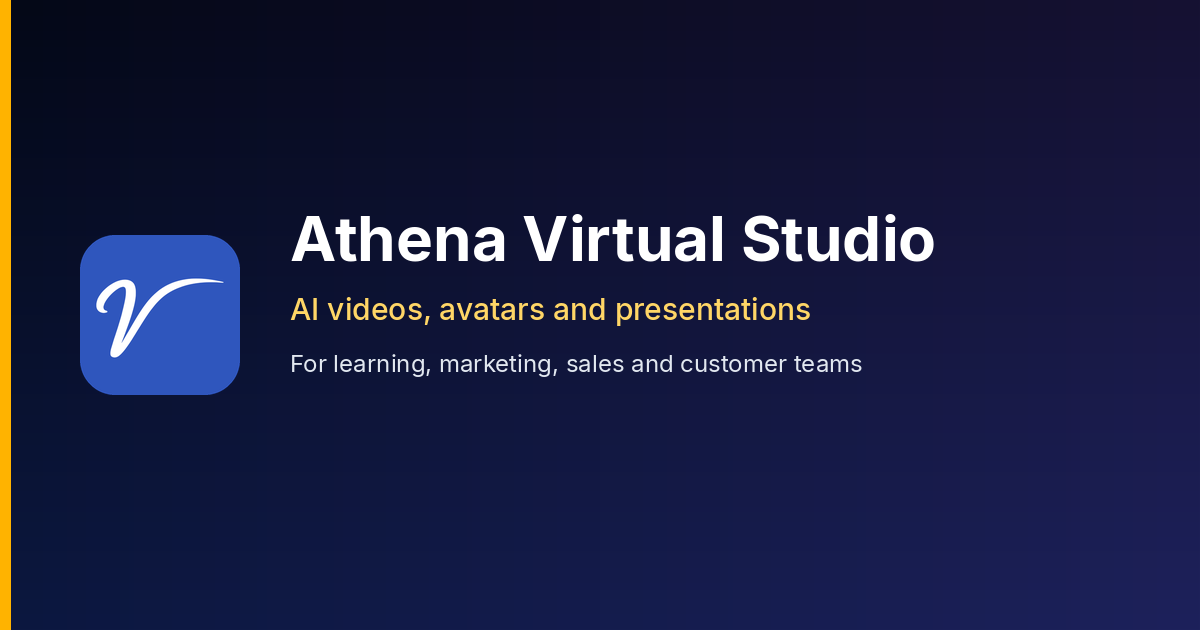 V
Athena Virtual Studio
AI videos, avatars and presentations
For learning, marketing, sales and customer teams